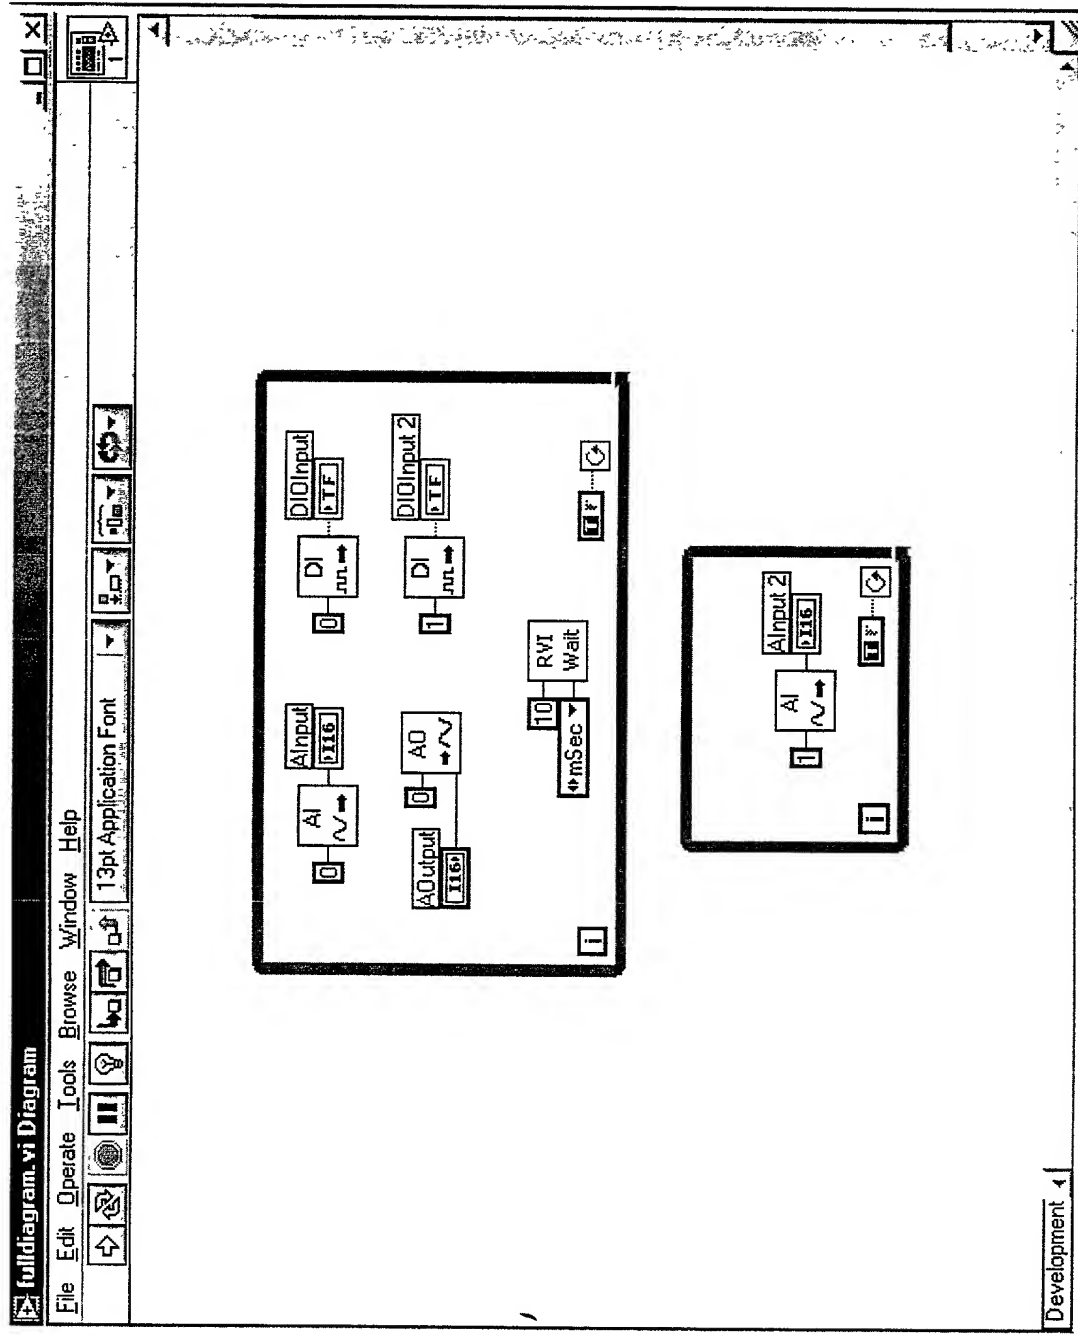 fulldiagram.vi Diagram
File Edit Operate Tools Browse Window Help
13pt Application Font
1
AInput
DIOInput
0
AI
I16
0
DI
TF
AOutput
DIOInput 2
I16
0
AO
1
DI
TF
10
mSec
RVI
Wait
i
T F
AInput 2
1
AI
I16
i
T F
Development